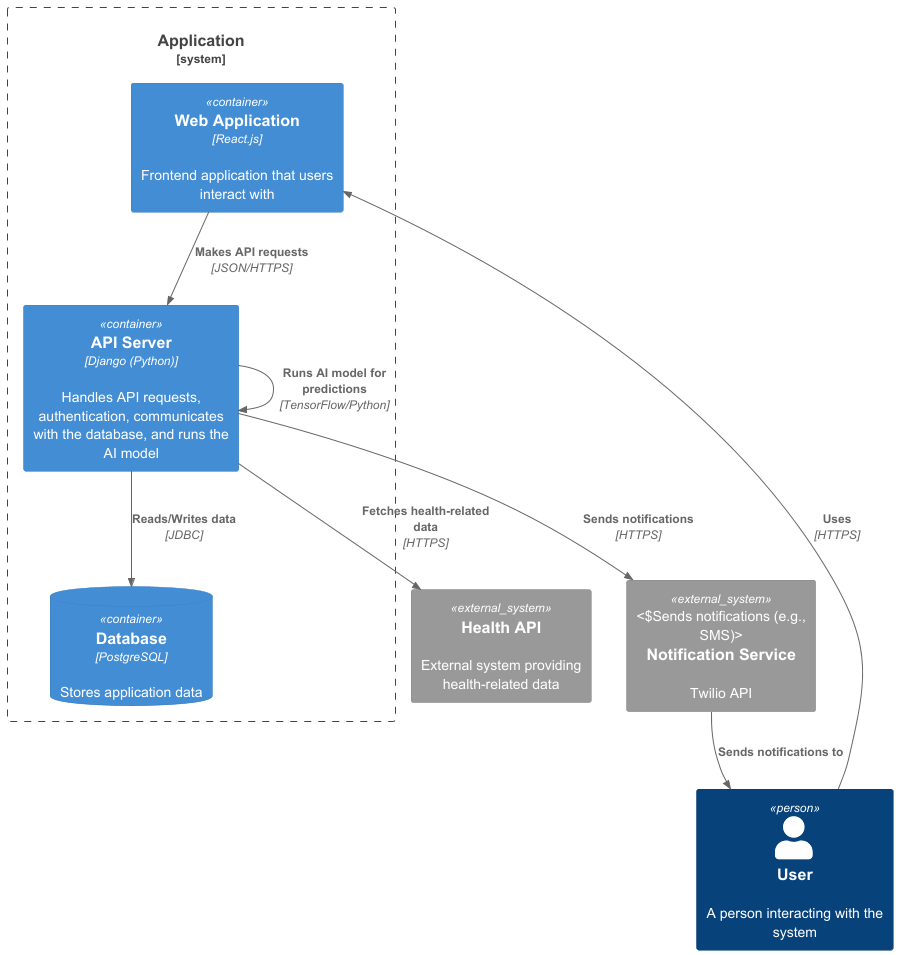 Application
[system]
«container»
Web Application
[React.js]
Frontend application that users
interact with
Makes API requests
[JSON/HTTPS]
«container»
API Server
[Django (Python)]
Handles API requests,
authentication, communicates
with the database, and runs the
AI model
Runs AI model for
predictions
[TensorFlow/Python]
Reads/Writes data
[JDBC]
Fetches health-related
data
[HTTPS]
Sends notifications
[HTTPS]
Uses
[HTTPS]
«container»
Database
[PostgreSQL]
Stores application data
«external_system»
Health API
External system providing
health-related data
«external_system»
<$Sends notifications (e.g.,
SMS)>
Notification Service
Twilio API
Sends notifications to
«person»
User
A person interacting with the
system